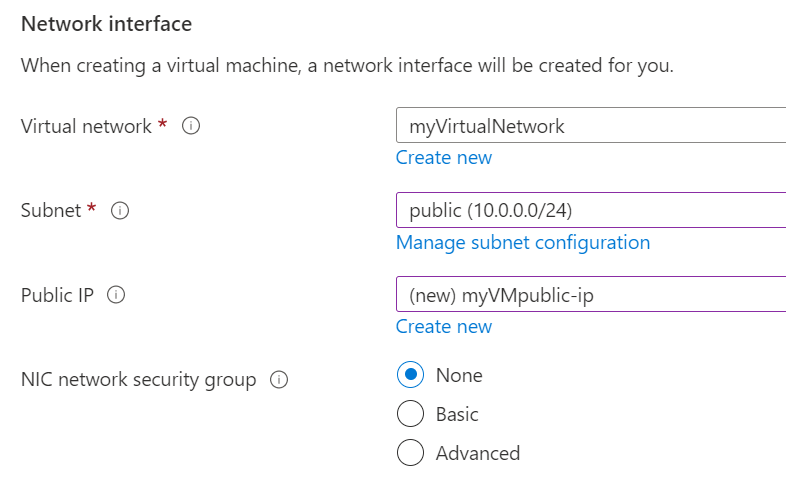 Network interface
When creating a virtual machine, a network interface will be created for you.
Virtual network *
myVirtualNetwork
Create new
Subnet *
public (10.0.0.0/24)
Manage subnet configuration
Public IP
(new) myVMpublic-ip
Create new
NIC network security group
None
Basic
Advanced